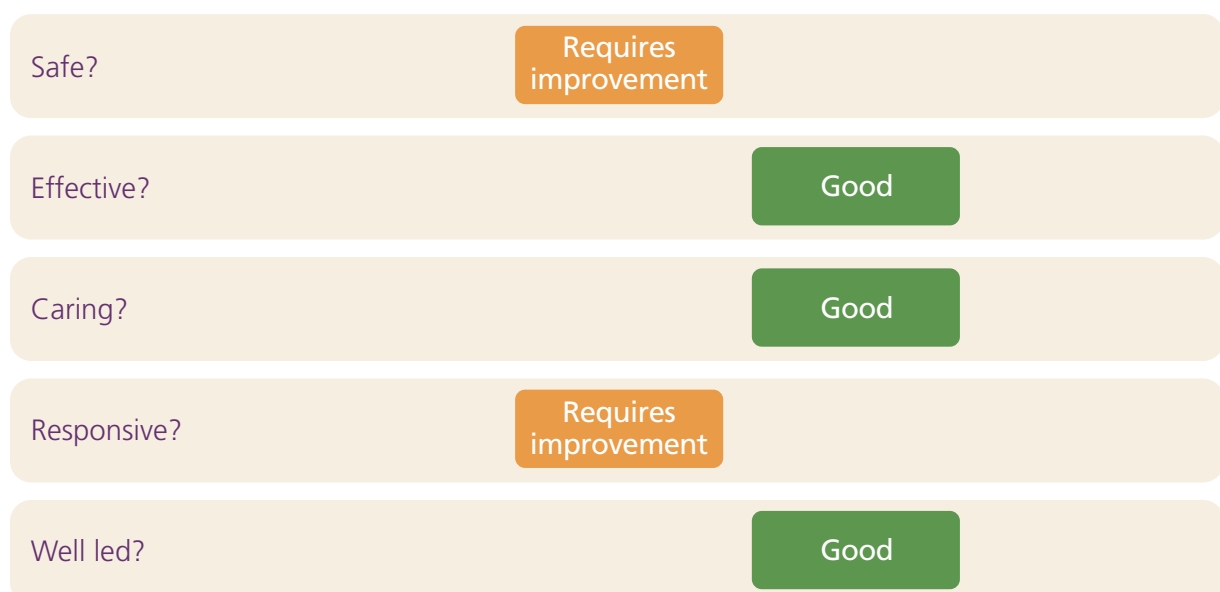 Safe?
Requires
improvement
Effective?
Good
Caring?
Good
Responsive?
Requires
improvement
Well led?
Good